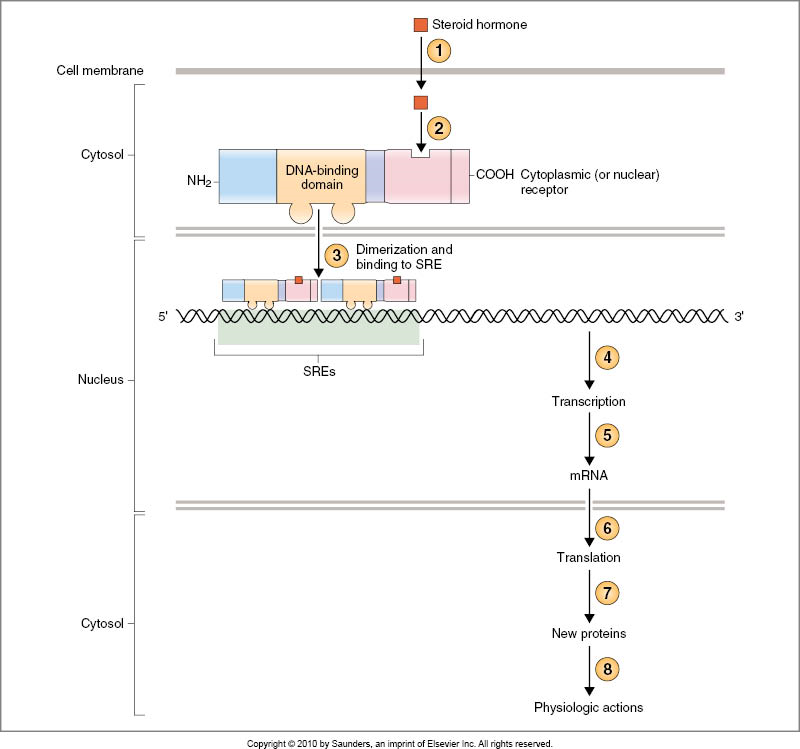 Steroid hormone
1
Cell membrane
2
Cytosol
DNA-binding
domain
NH2
COOH Cytoplasmic (or nuclear)
receptor
3
Dimerization and
binding to SRE
5'
3'
SREs
4
Nucleus
Transcription
5
mRNA
6
Translation
7
Cytosol
New proteins
8
Physiologic actions
Copyright © 2010 by Saunders, an imprint of Elsevier Inc. All rights reserved.